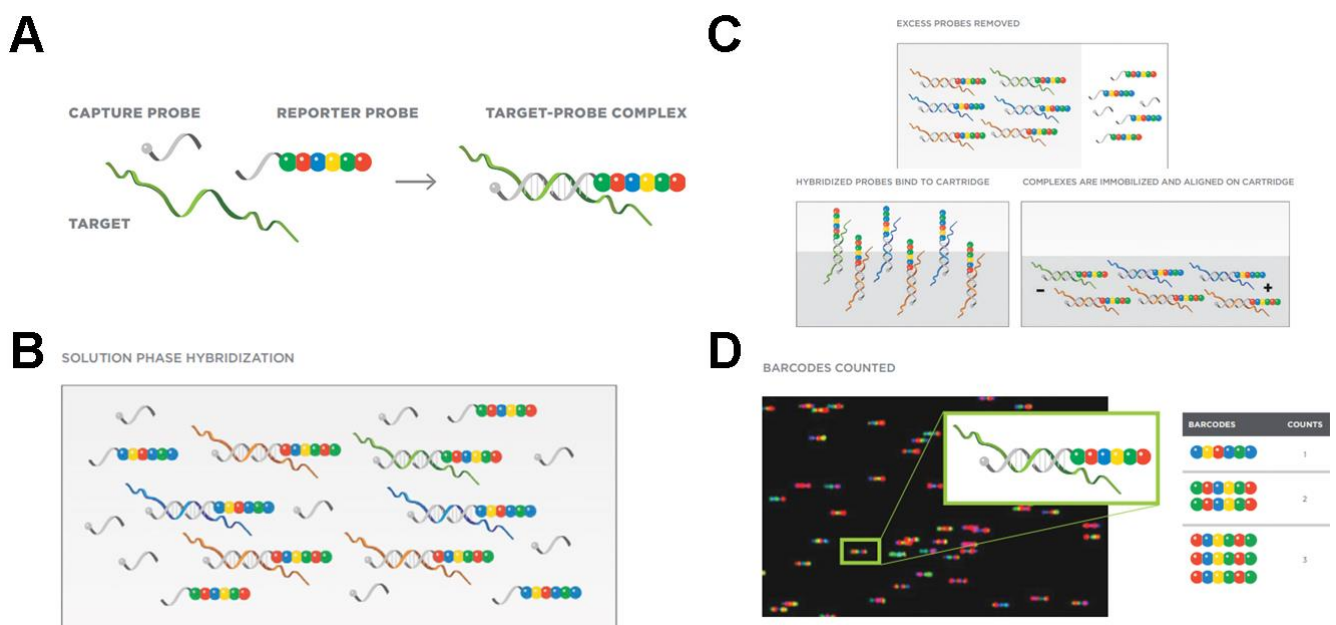 A
CAPTURE PROBE
REPORTER PROBE
TARGET-PROBE COMPLEX
TARGET
B
SOLUTION PHASE HYBRIDIZATION
C
EXCESS PROBES REMOVED
HYBRIDIZED PROBES BIND TO CARTRIDGE
COMPLEXES ARE IMMOBILIZED AND ALIGNED ON CARTRIDGE
- +
D
BARCODES COUNTED
BARCODES COUNTS
1
2
3